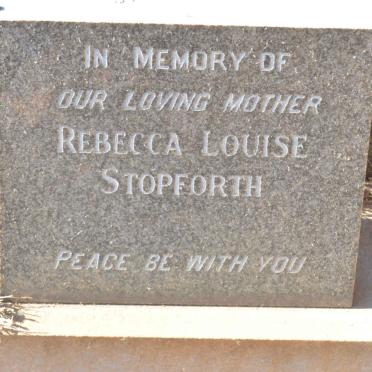 IN MEMORY OF
OUR LOVING MOTHER
REBECCA LOUISE
STOPFORTH
PEACE BE WITH YOU